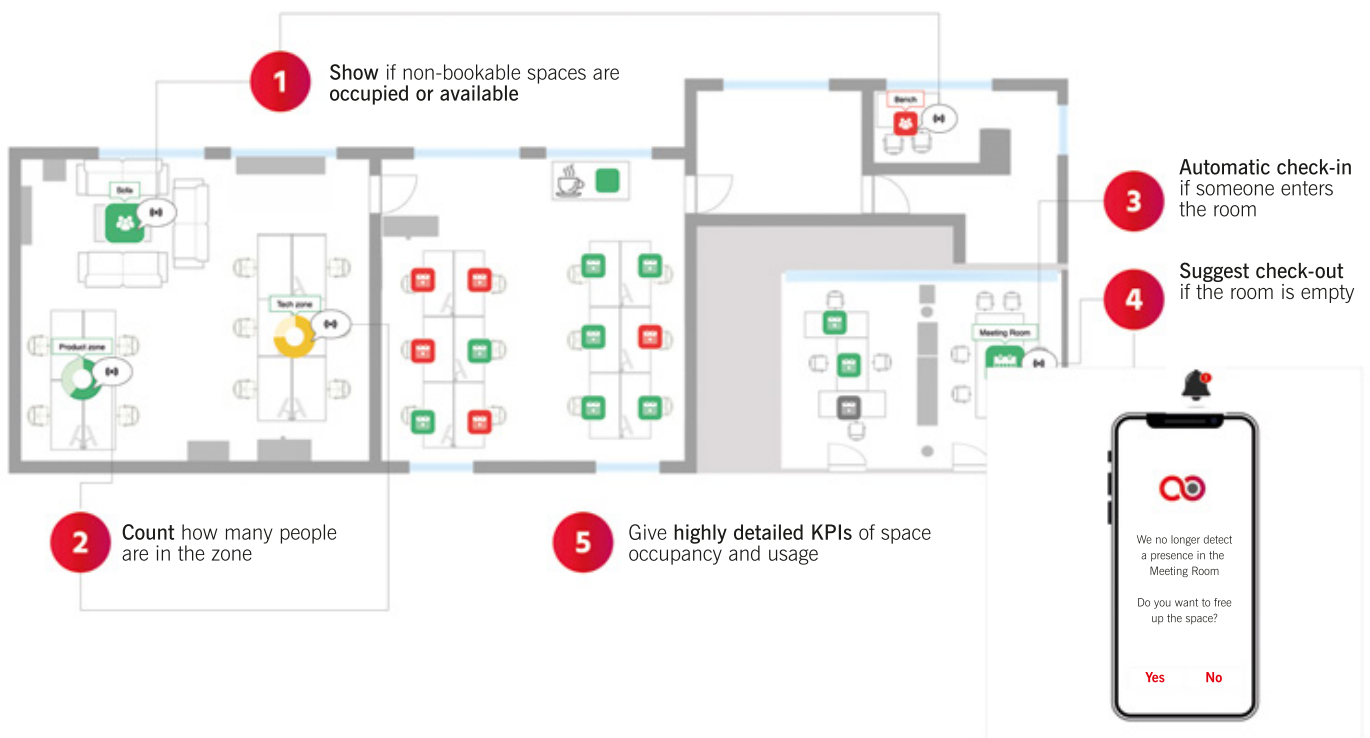 1
Show if non-bookable spaces are
occupied or available
Bench
Sofa
3
Automatic check-in
if someone enters
the room
4
Suggest check-out
if the room is empty
Tech zone
Product zone
Meeting Room
2
Count how many people
are in the zone
5
Give highly detailed KPIs of space
occupancy and usage
1
We no longer detect
a presence in the
Meeting Room
Do you want to free
up the space?
Yes No